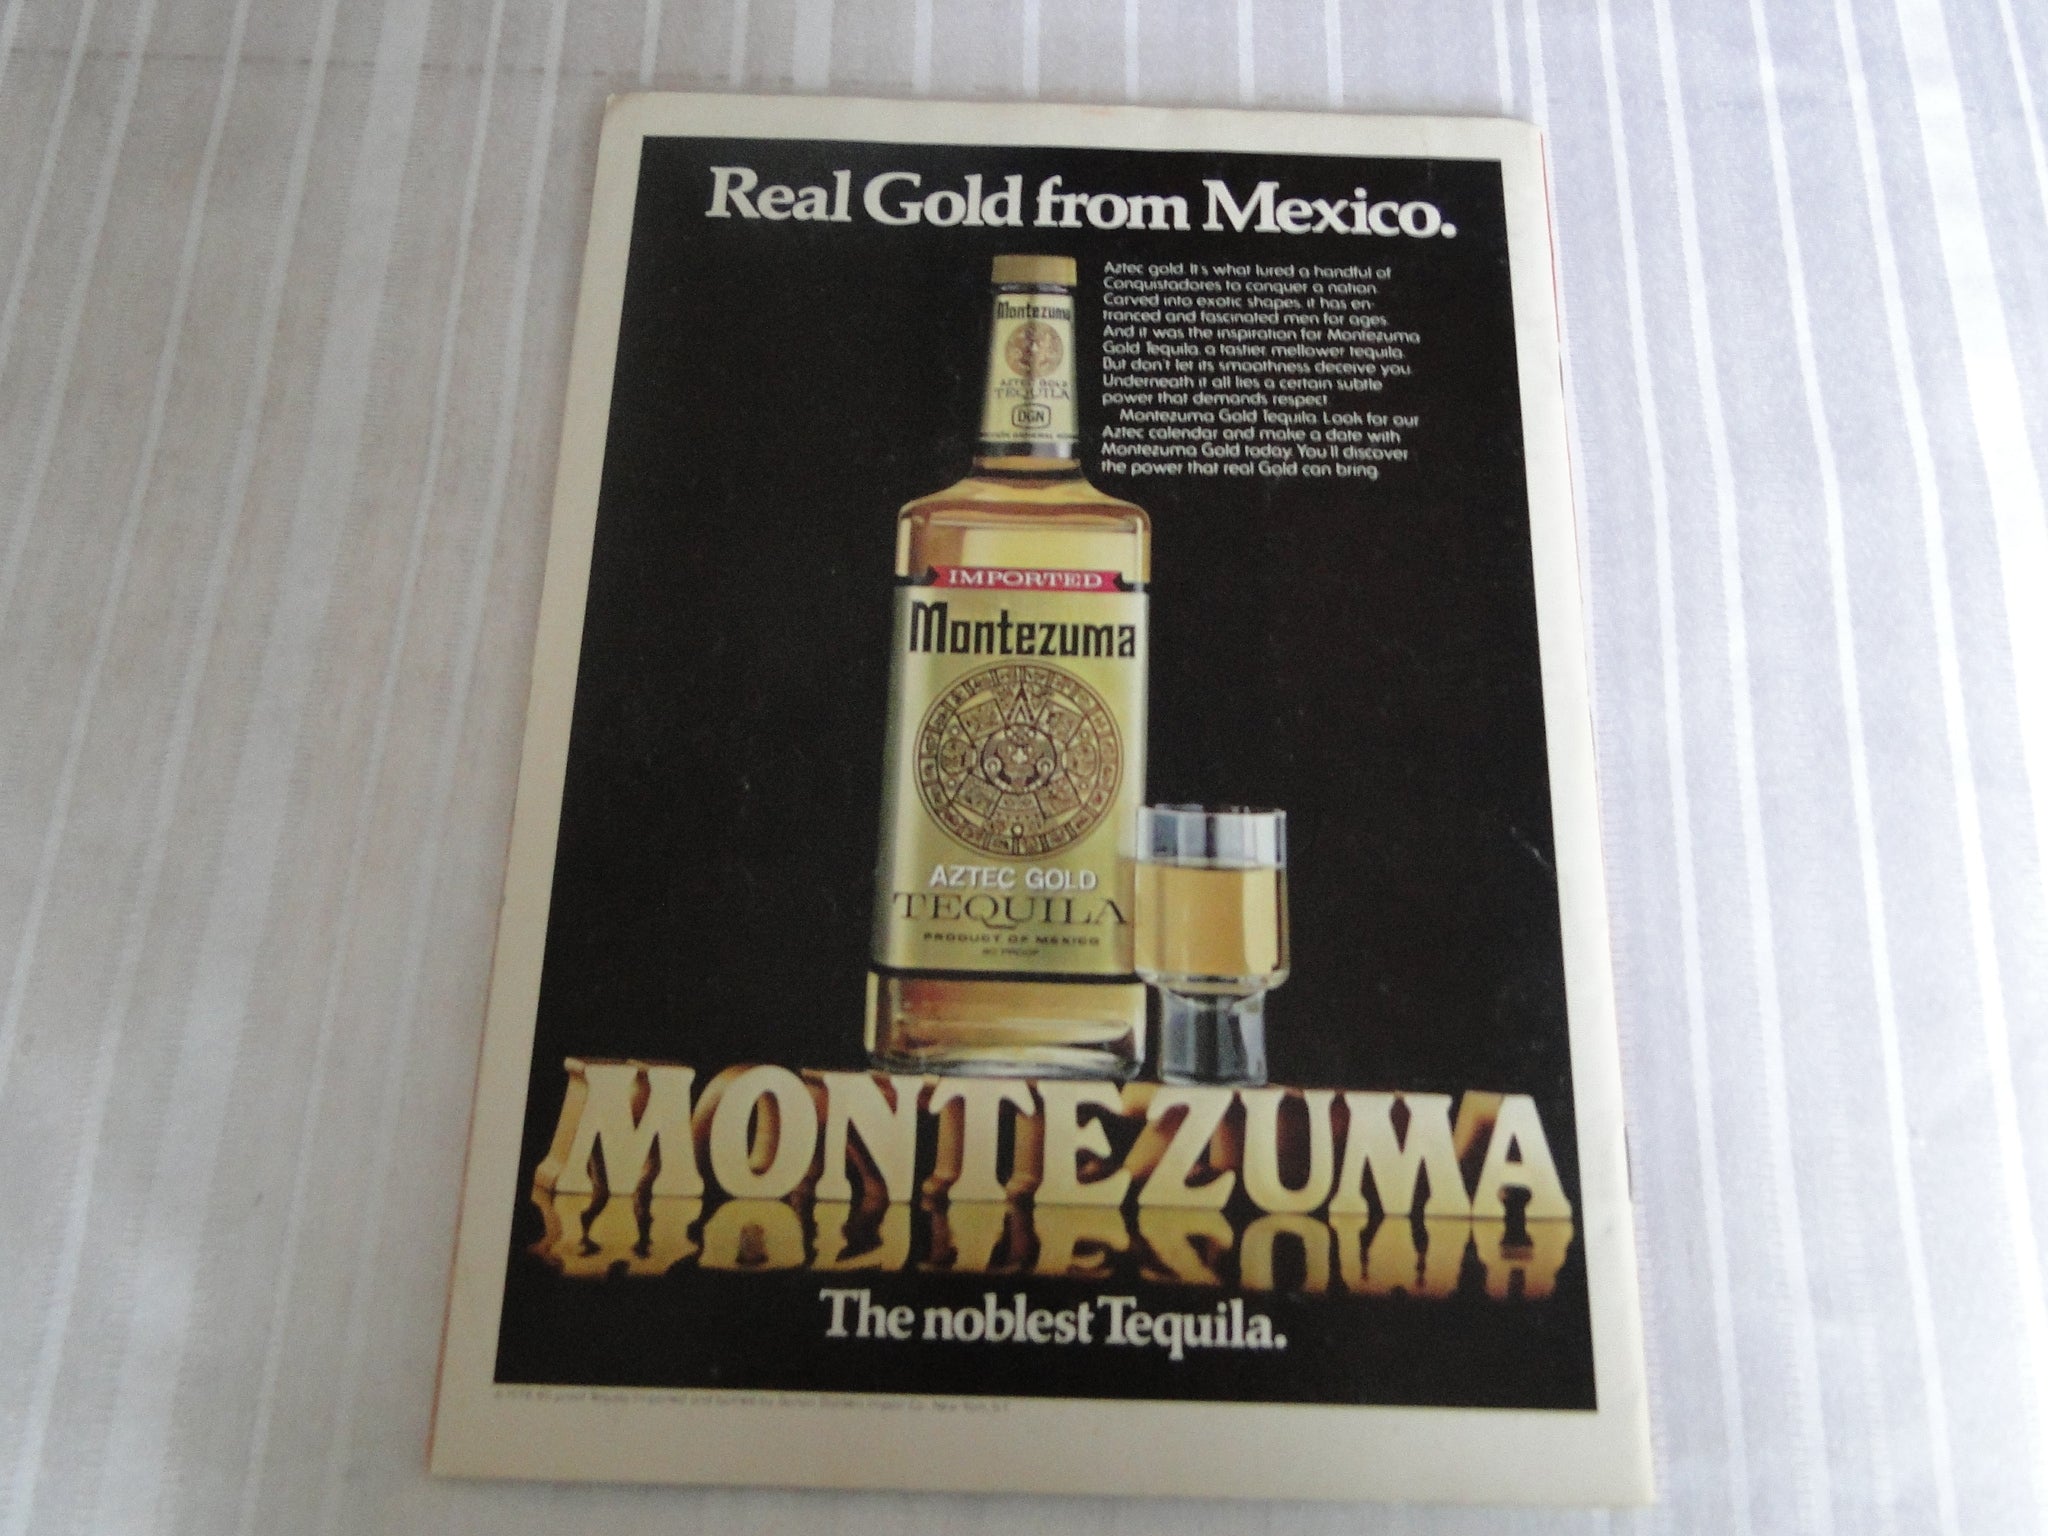 Real Gold from Mexico.
Aztec gold. It's what lured a handful of
Conquistadores to conquer a nation.
Carved into exotic shapes, it has en-
tranced and fascinated men for ages.
And it was the inspiration for Montezuma
Gold Tequila, a tastier, mellower tequila.
But don't let its smoothness deceive you.
Underneath it all lies a certain subtle
power that demands respect.
Montezuma Gold Tequila. Look for our
Aztec calendar and make a date with
Montezuma Gold today. You'll discover
the power that real Gold can bring.
Montezuma
AZTEC GOLD
TEQUILA
DGN
IMPORTED
Montezuma
AZTEC GOLD
TEQUILA
PRODUCT OF MEXICO
80 PROOF
MONTEZUMA
The noblest Tequila.